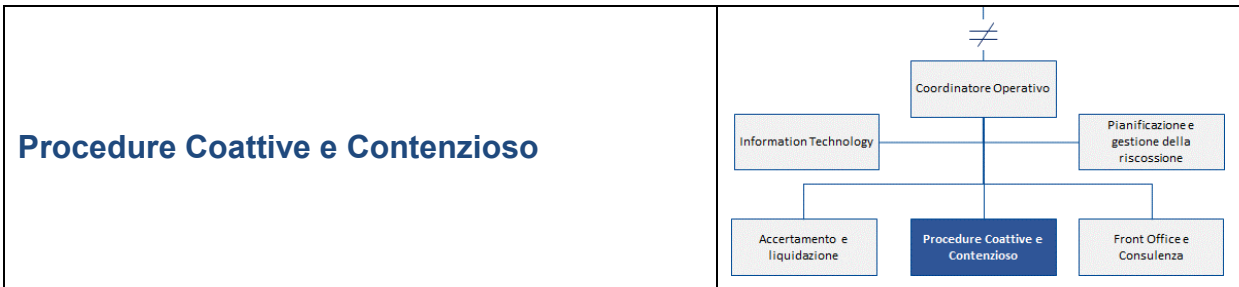 Procedure Coattive e Contenzioso
Coordinatore Operativo
Information Technology
Pianificazione e
gestione della
riscossione
Accertamento e
liquidazione
Procedure Coattive e
Contenzioso
Front Office e
Consulenza